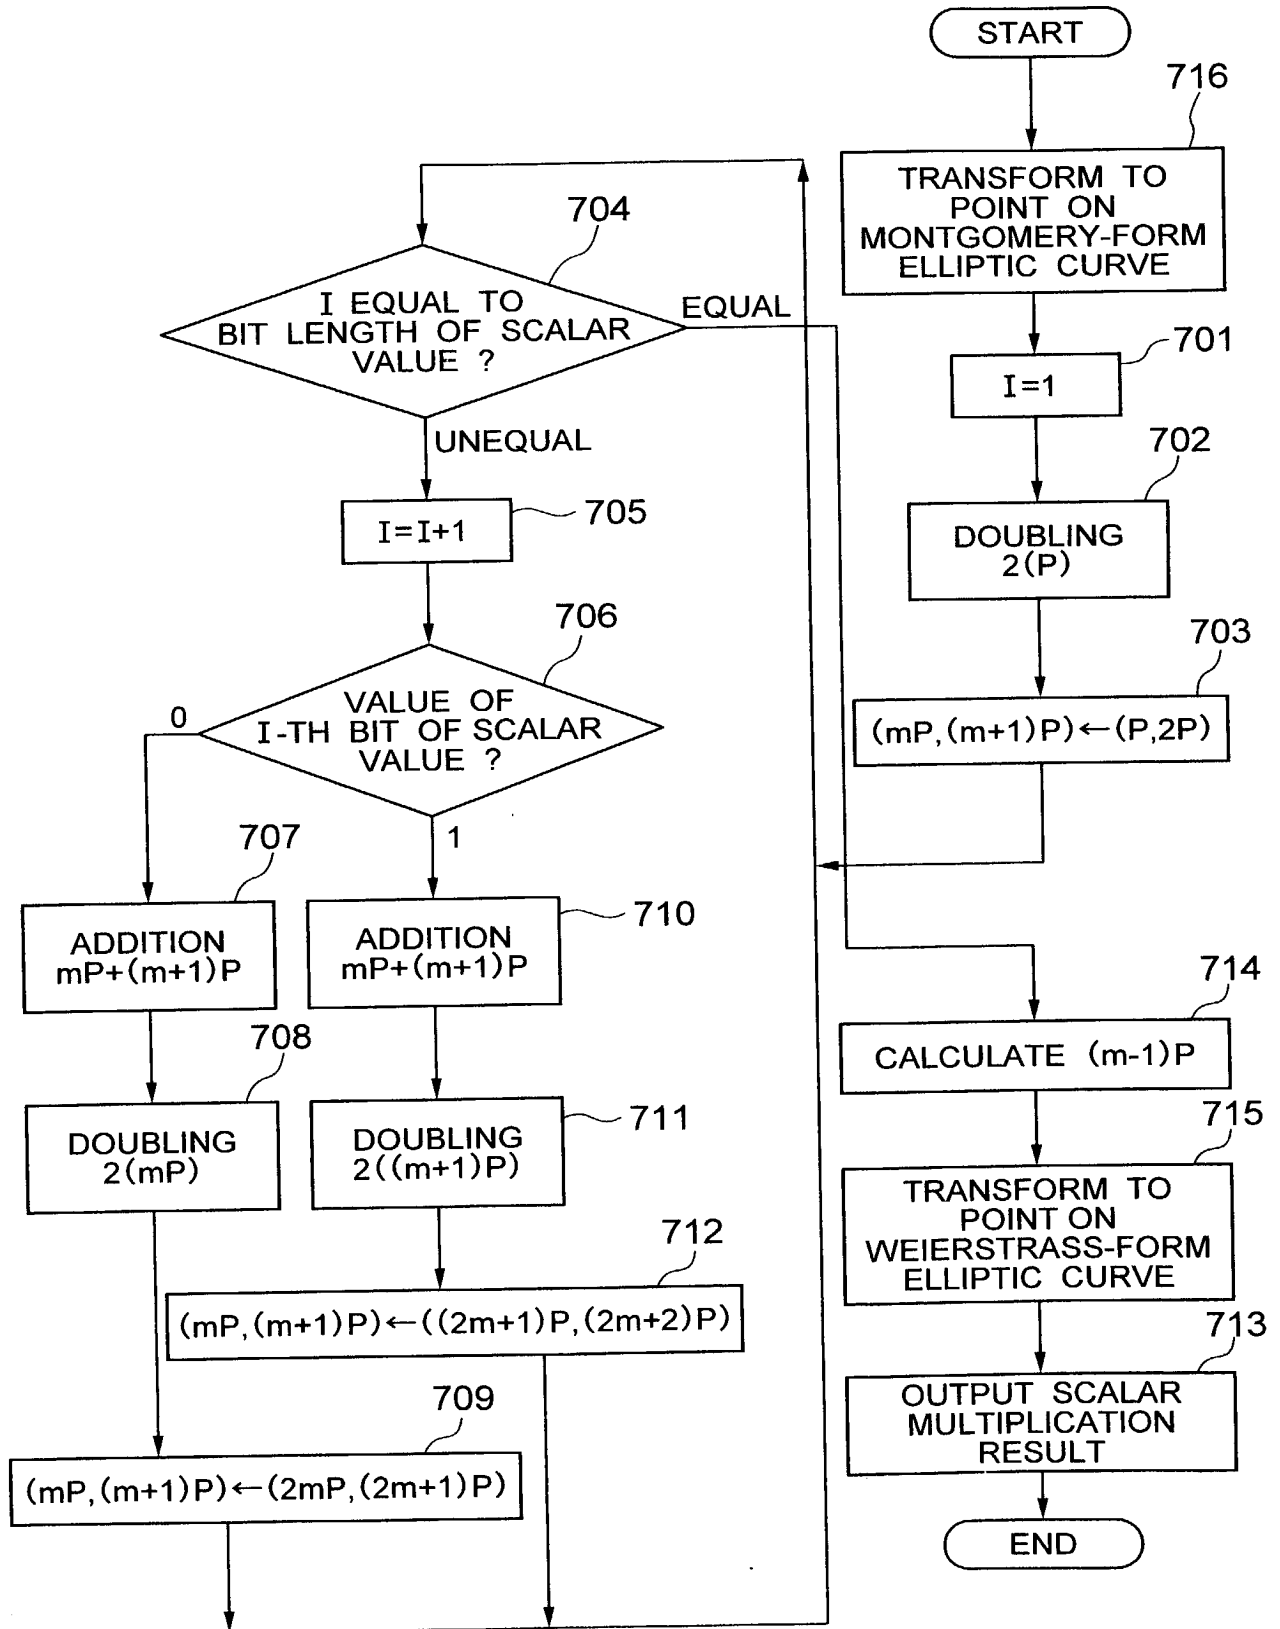 START
716
TRANSFORM TO
POINT ON
MONTGOMERY-FORM
ELLIPTIC CURVE
701
I=1
702
DOUBLING
2(P)
703
(mP,(m+1)P)←(P,2P)
704
I EQUAL TO
BIT LENGTH OF SCALAR
VALUE ?
EQUAL
UNEQUAL
705
I=I+1
706
VALUE OF
I-TH BIT OF SCALAR
VALUE ?
0
1
707
ADDITION
mP+(m+1)P
708
DOUBLING
2(mP)
709
(mP,(m+1)P)←(2mP,(2m+1)P)
710
ADDITION
mP+(m+1)P
711
DOUBLING
2((m+1)P)
712
(mP,(m+1)P)←((2m+1)P,(2m+2)P)
714
CALCULATE (m-1)P
715
TRANSFORM TO
POINT ON
WEIERSTRASS-FORM
ELLIPTIC CURVE
713
OUTPUT SCALAR
MULTIPLICATION
RESULT
END